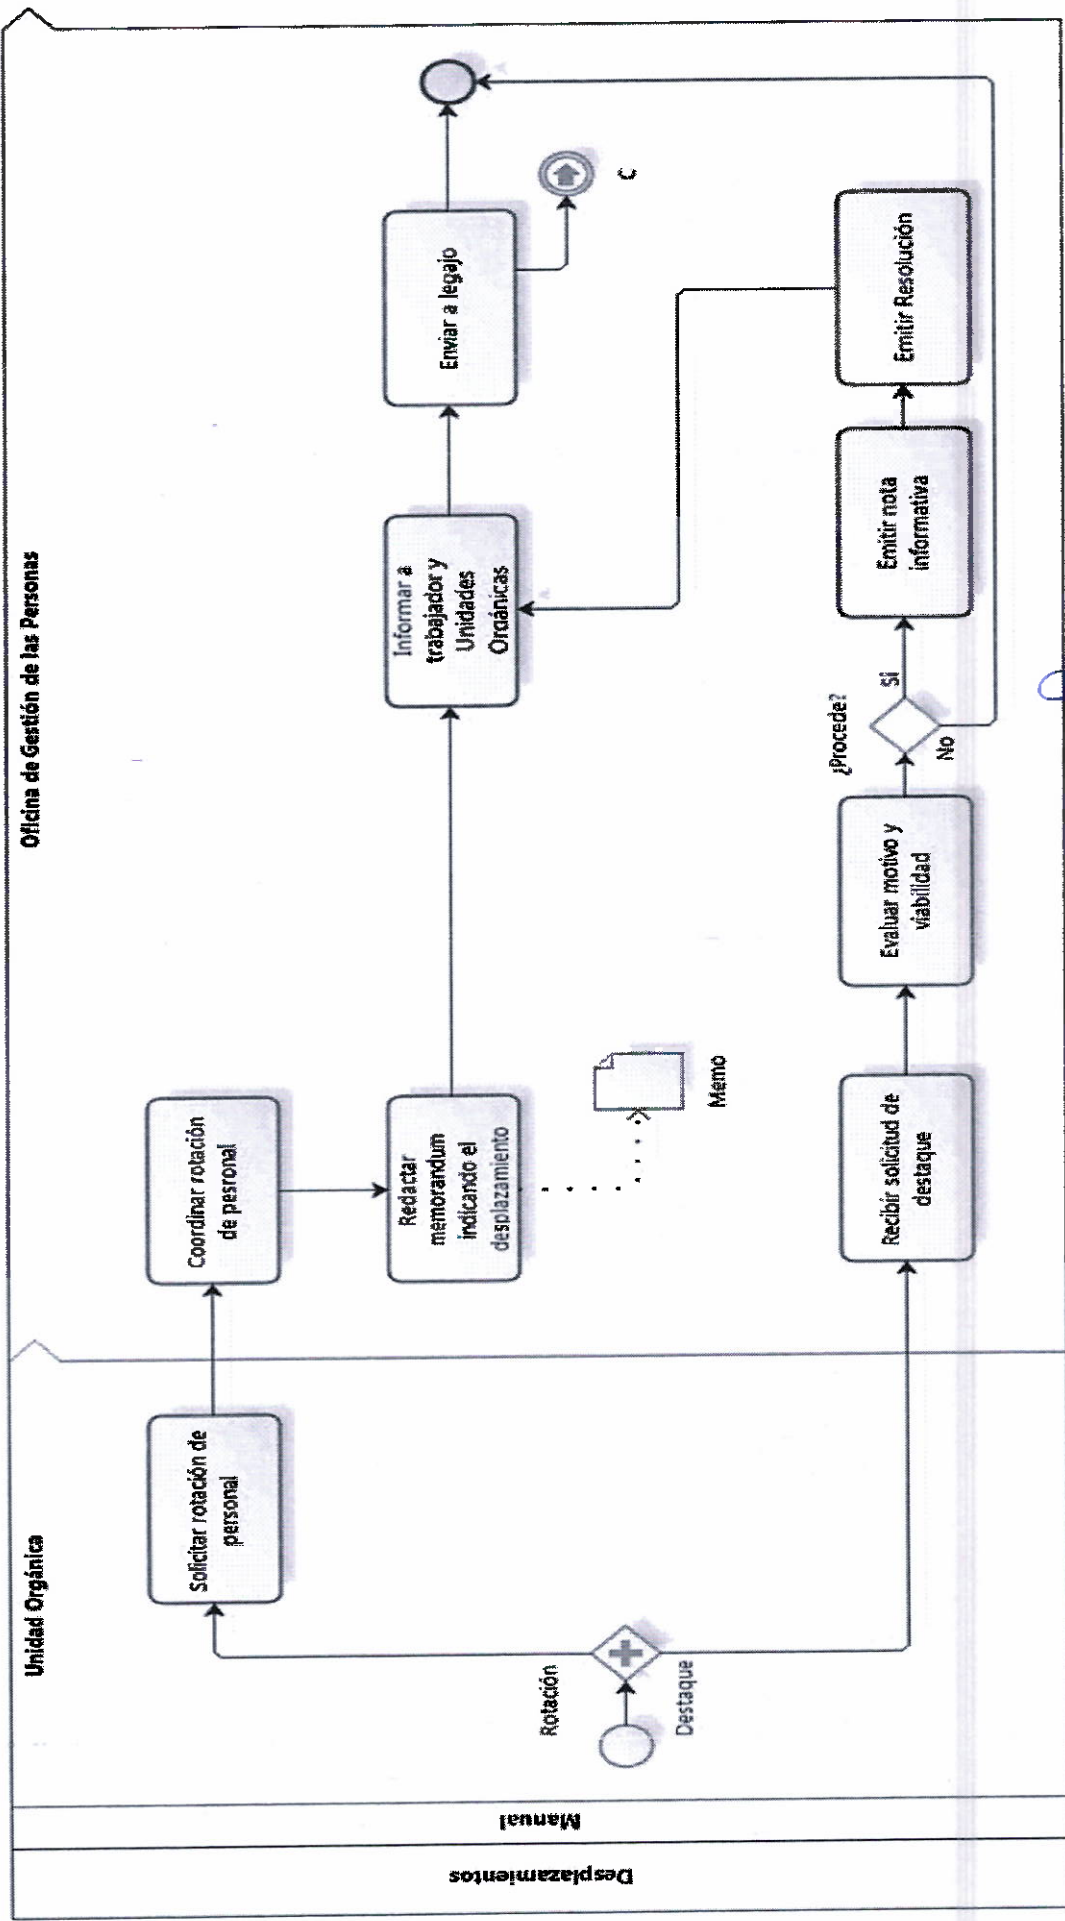 Desplazamientos
Manual
Unidad Orgánica
Oficina de Gestión de las Personas
Rotación
Destaque
Solicitar rotación de
personal
Coordinar rotación
de pesronal
Redactar
memorandum
indicando el
desplazamiento
Memo
Informar a
trabajador y
Unidades
Orgánicas
Enviar a legajo
C
Recibir solicitud de
destaque
Evaluar motivo y
viabilidad
¿Procede?
Si
No
Emitir nota
informativa
Emitir Resolución